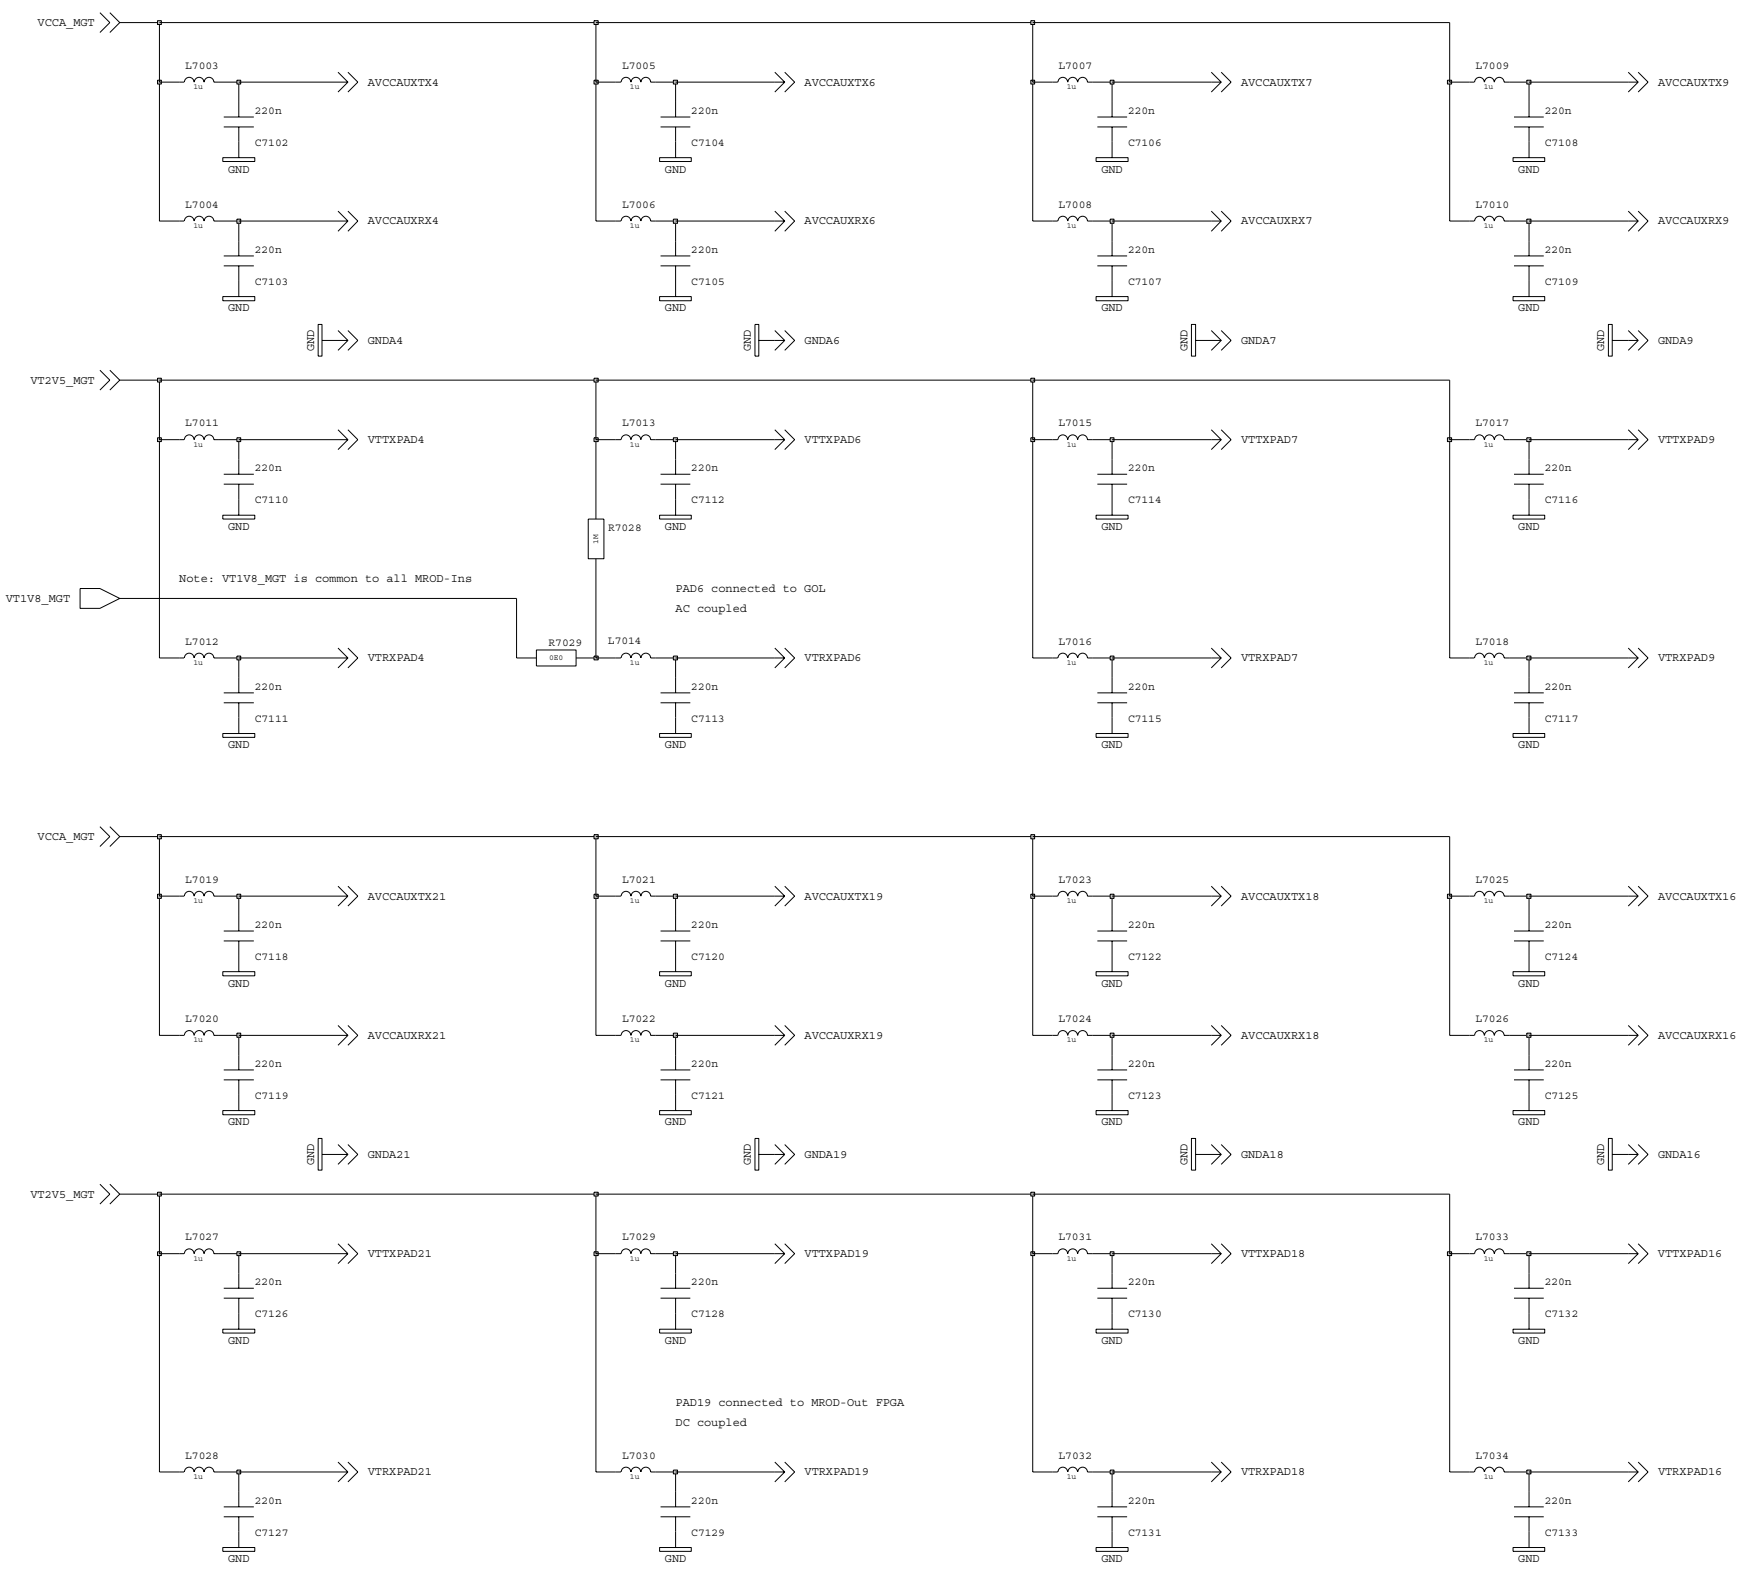 VCCA_MGT
L7003 L7005 L7007 L7009
1u AVCCAUXTX4 1u AVCCAUXTX6 1u AVCCAUXTX7 1u AVCCAUXTX9
220n 220n 220n 220n
C7102 C7104 C7106 C7108
GND GND GND GND
L7004 L7006 L7008 L7010
1u AVCCAUXRX4 1u AVCCAUXRX6 1u AVCCAUXRX7 1u AVCCAUXRX9
220n 220n 220n 220n
C7103 C7105 C7107 C7109
GND GND GND GND
GND GNDA4 GND GNDA6 GND GNDA7 GND GNDA9
VT2V5_MGT
L7011 L7013 L7015 L7017
1u VTTXPAD4 1u VTTXPAD6 1u VTTXPAD7 1u VTTXPAD9
220n 220n 220n 220n
C7110 C7112 C7114 C7116
GND GND GND GND
R7028
1M
Note: VT1V8_MGT is common to all MROD-Ins
PAD6 connected to GOL
VT1V8_MGT
AC coupled
L7012 R7029 L7014 L7016 L7018
1u VTRXPAD4 0E0 1u VTRXPAD6 1u VTRXPAD7 1u VTRXPAD9
220n 220n 220n 220n
C7111 C7113 C7115 C7117
GND GND GND GND
VCCA_MGT
L7019 L7021 L7023 L7025
1u AVCCAUXTX21 1u AVCCAUXTX19 1u AVCCAUXTX18 1u AVCCAUXTX16
220n 220n 220n 220n
C7118 C7120 C7122 C7124
GND GND GND GND
L7020 L7022 L7024 L7026
1u AVCCAUXRX21 1u AVCCAUXRX19 1u AVCCAUXRX18 1u AVCCAUXRX16
220n 220n 220n 220n
C7119 C7121 C7123 C7125
GND GND GND GND
GND GNDA21 GND GNDA19 GND GNDA18 GND GNDA16
VT2V5_MGT
L7027 L7029 L7031 L7033
1u VTTXPAD21 1u VTTXPAD19 1u VTTXPAD18 1u VTTXPAD16
220n 220n 220n 220n
C7126 C7128 C7130 C7132
GND GND GND GND
PAD19 connected to MROD-Out FPGA
DC coupled
L7028 L7030 L7032 L7034
1u VTRXPAD21 1u VTRXPAD19 1u VTRXPAD18 1u VTRXPAD16
220n 220n 220n 220n
C7127 C7129 C7131 C7133
GND GND GND GND